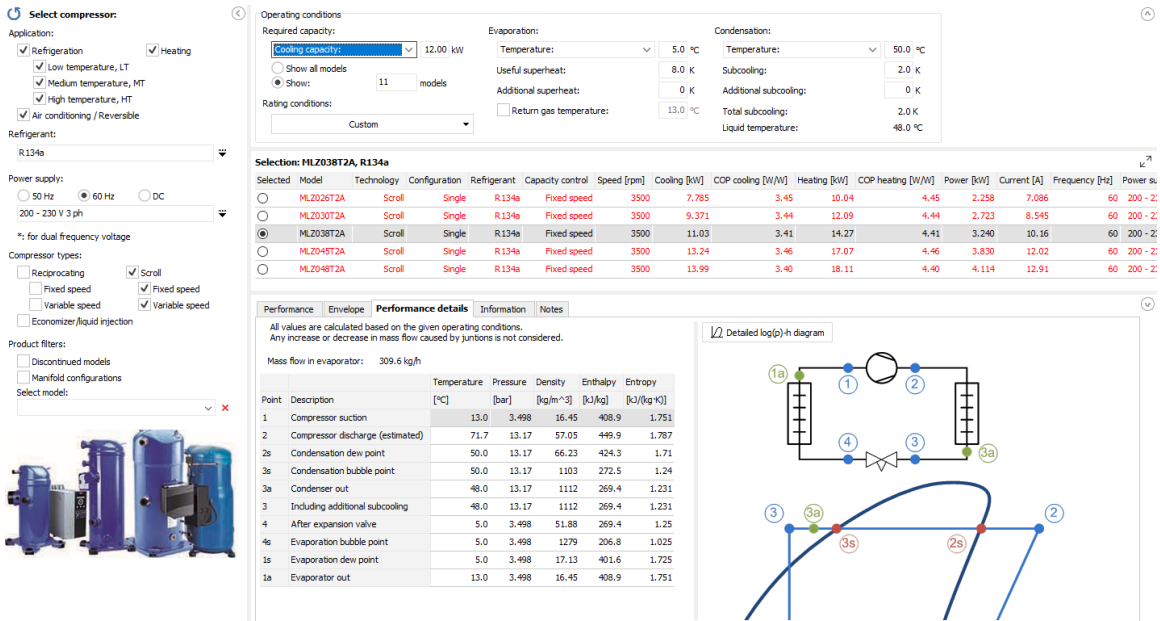 Select compressor:
Application:
Refrigeration Heating
Low temperature, LT
Medium temperature, MT
High temperature, HT
Air conditioning / Reversible
Refrigerant:
R134a
Power supply:
50 Hz 60 Hz DC
200 - 230 V 3 ph
*: for dual frequency voltage
Compressor types:
Reciprocating Scroll
Fixed speed Fixed speed
Variable speed Variable speed
Economizer/liquid injection
Product filters:
Discontinued models
Manifold configurations
Select model:
Operating conditions
Required capacity: Evaporation: Condensation:
Cooling capacity: 12.00 kW Temperature: 5.0 °C Temperature: 50.0 °C
Show all models Useful superheat: 8.0 K Subcooling: 2.0 K
Show: 11 models Additional superheat: 0 K Additional subcooling: 0 K
Rating conditions: Return gas temperature: 13.0 °C Total subcooling: 2.0 K
Custom Liquid temperature: 48.0 °C
Selection: MLZ038T2A, R134a
Selected Model Technology Configuration Refrigerant Capacity control Speed [rpm] Cooling [kW] COP cooling [W/W] Heating [kW] COP heating [W/W] Power [kW] Current [A] Frequency [Hz] Power su
MLZ026T2A Scroll Single R134a Fixed speed 3500 7.785 3.45 10.04 4.45 2.258 7.086 60 200 - 2
MLZ030T2A Scroll Single R134a Fixed speed 3500 9.371 3.44 12.09 4.44 2.723 8.545 60 200 - 2
MLZ038T2A Scroll Single R134a Fixed speed 3500 11.03 3.41 14.27 4.41 3.240 10.16 60 200 - 2
MLZ045T2A Scroll Single R134a Fixed speed 3500 13.24 3.46 17.07 4.46 3.830 12.02 60 200 - 2
MLZ048T2A Scroll Single R134a Fixed speed 3500 13.99 3.40 18.11 4.40 4.114 12.91 60 200 - 2
Performance Envelope Performance details Information Notes
All values are calculated based on the given operating conditions.
Any increase or decrease in mass flow caused by juntions is not considered.
Mass flow in evaporator: 309.6 kg/h
Temperature Pressure Density Enthalpy Entropy
Point Description [°C] [bar] [kg/m^3] [kJ/kg] [kJ/(kg·K)]
1 Compressor suction 13.0 3.498 16.45 408.9 1.751
2 Compressor discharge (estimated) 71.7 13.17 57.05 449.9 1.787
2s Condensation dew point 50.0 13.17 66.23 424.3 1.71
3s Condensation bubble point 50.0 13.17 1103 272.5 1.24
3a Condenser out 48.0 13.17 1112 269.4 1.231
3 Including additional subcooling 48.0 13.17 1112 269.4 1.231
4 After expansion valve 5.0 3.498 51.88 269.4 1.25
4s Evaporation bubble point 5.0 3.498 1279 206.8 1.025
1s Evaporation dew point 5.0 3.498 17.13 401.6 1.725
1a Evaporator out 13.0 3.498 16.45 408.9 1.751
Detailed log(p)-h diagram
1a 1 2
4 3 3a
3 3a 2
3s 2s